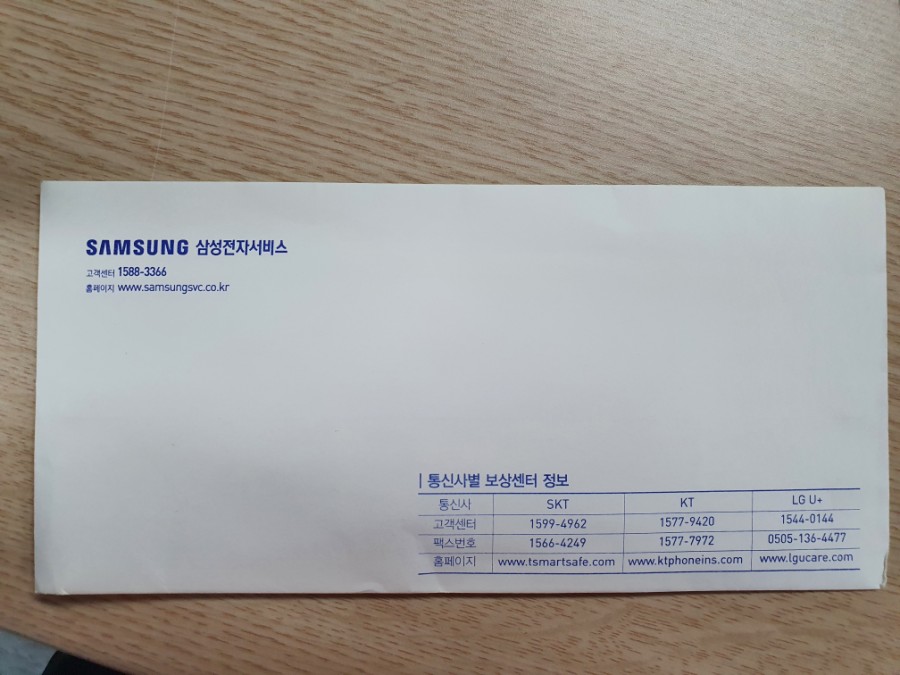 SAMSUNG 삼성전자서비스
고객센터 1588-3366
홈페이지 www.samsungsvc.co.kr
통신사별 보상센터 정보
통신사 SKT KT LG U+
고객센터 1599-4962 1577-9420 1544-0144
팩스번호 1566-4249 1577-7972 0505-136-4477
홈페이지 www.tsmartsafe.com www.ktphoneins.com www.lgucare.com